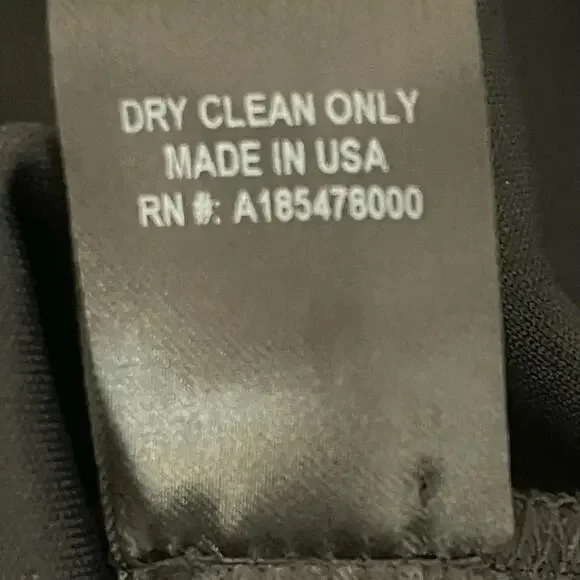 DRY CLEAN ONLY
MADE IN USA
RN #: A185478000